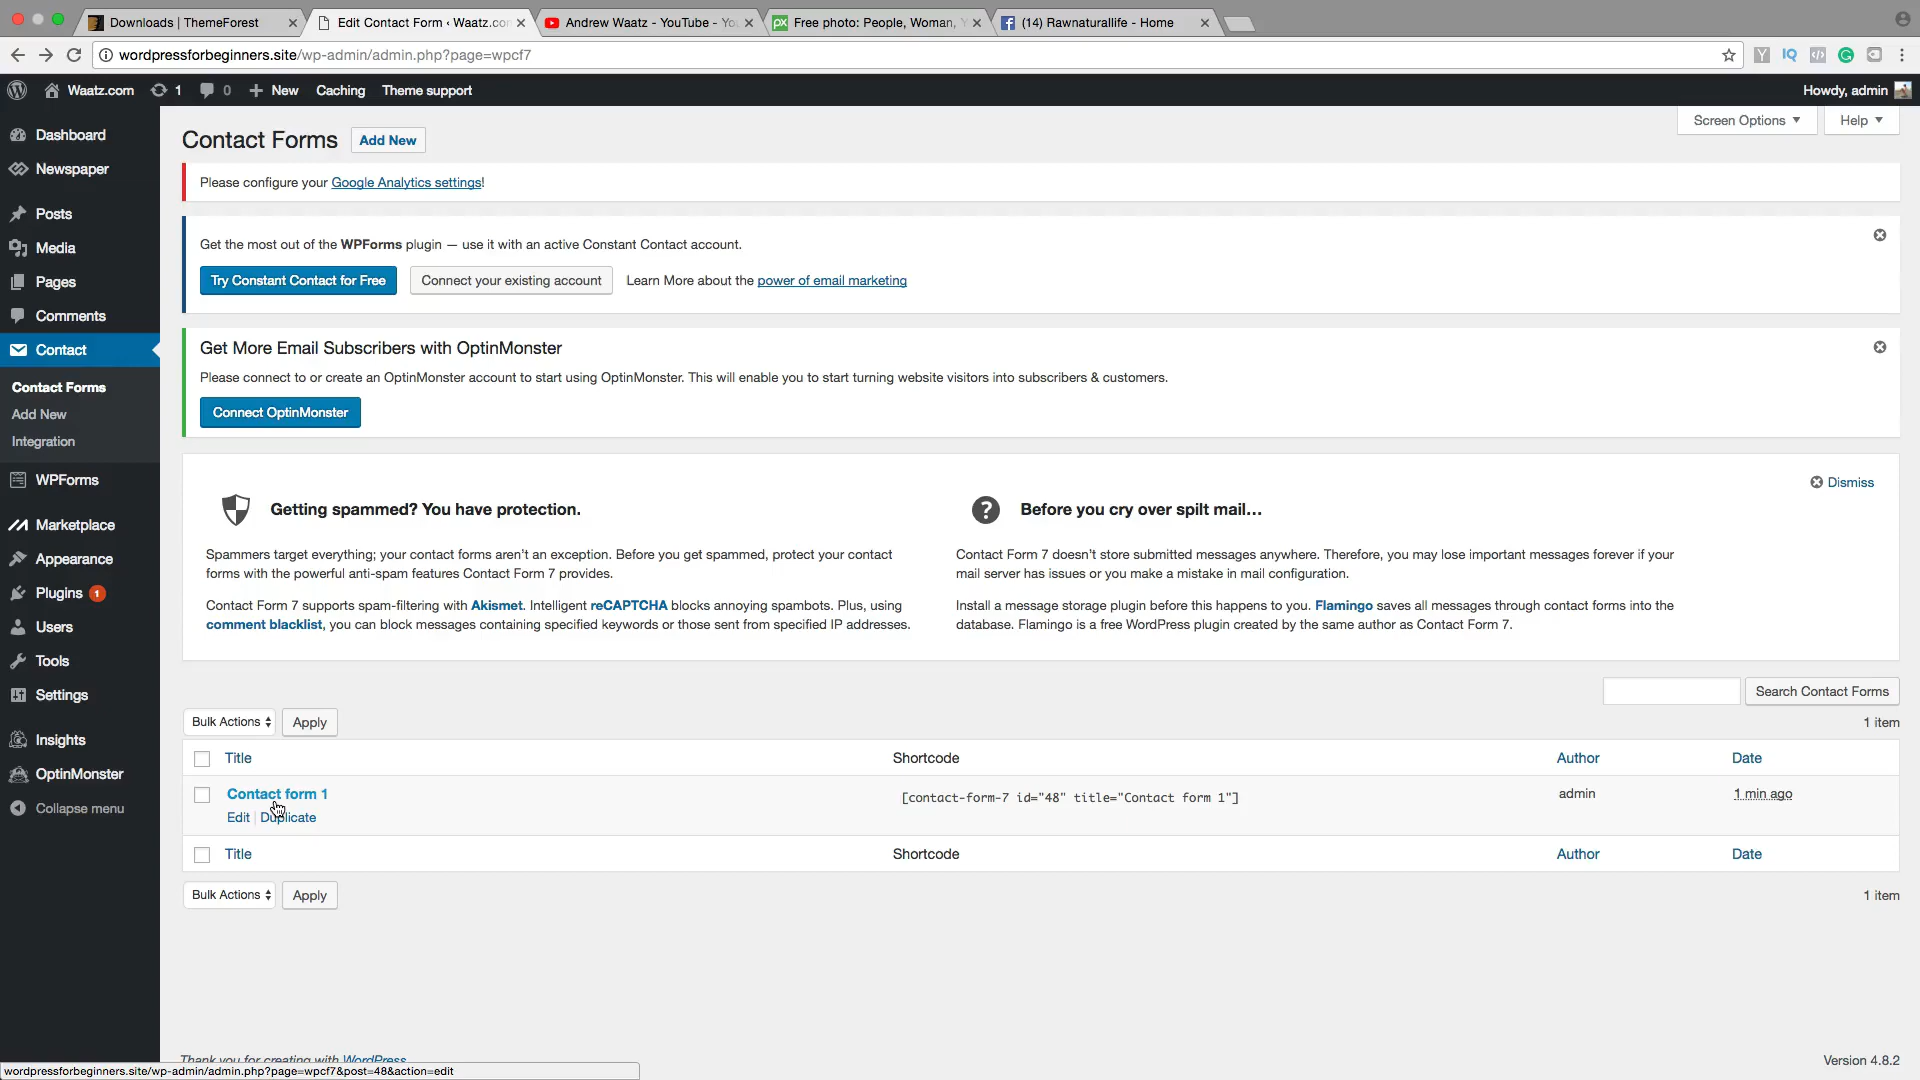 Downloads | ThemeForest
Edit Contact Form ‹ Waatz.con
Andrew Waatz - YouTube - Yo
Free photo: People, Woman, Y
(14) Rawnaturallife - Home
wordpressforbeginners.site/wp-admin/admin.php?page=wpcf7
Waatz.com 1 0 New Caching Theme support Howdy, admin
Screen Options Help
Dashboard
Newspaper
Posts
Media
Pages
Comments
Contact
Contact Forms
Add New
Integration
WPForms
Marketplace
Appearance
Plugins 1
Users
Tools
Settings
Insights
OptinMonster
Collapse menu
Contact Forms Add New
Please configure your Google Analytics settings!
Get the most out of the WPForms plugin — use it with an active Constant Contact account.
Try Constant Contact for Free Connect your existing account Learn More about the power of email marketing
Get More Email Subscribers with OptinMonster
Please connect to or create an OptinMonster account to start using OptinMonster. This will enable you to start turning website visitors into subscribers & customers.
Connect OptinMonster
Dismiss
Getting spammed? You have protection.
Spammers target everything; your contact forms aren't an exception. Before you get spammed, protect your contact
forms with the powerful anti-spam features Contact Form 7 provides.
Contact Form 7 supports spam-filtering with Akismet. Intelligent reCAPTCHA blocks annoying spambots. Plus, using
comment blacklist, you can block messages containing specified keywords or those sent from specified IP addresses.
Before you cry over spilt mail…
Contact Form 7 doesn't store submitted messages anywhere. Therefore, you may lose important messages forever if your
mail server has issues or you make a mistake in mail configuration.
Install a message storage plugin before this happens to you. Flamingo saves all messages through contact forms into the
database. Flamingo is a free WordPress plugin created by the same author as Contact Form 7.
Search Contact Forms
Bulk Actions Apply 1 item
Title Shortcode Author Date
Contact form 1 [contact-form-7 id="48" title="Contact form 1"] admin 1 min ago
Edit | Duplicate
Title Shortcode Author Date
Bulk Actions Apply 1 item
Thank you for creating with WordPress Version 4.8.2
wordpressforbeginners.site/wp-admin/admin.php?page=wpcf7&post=48&action=edit